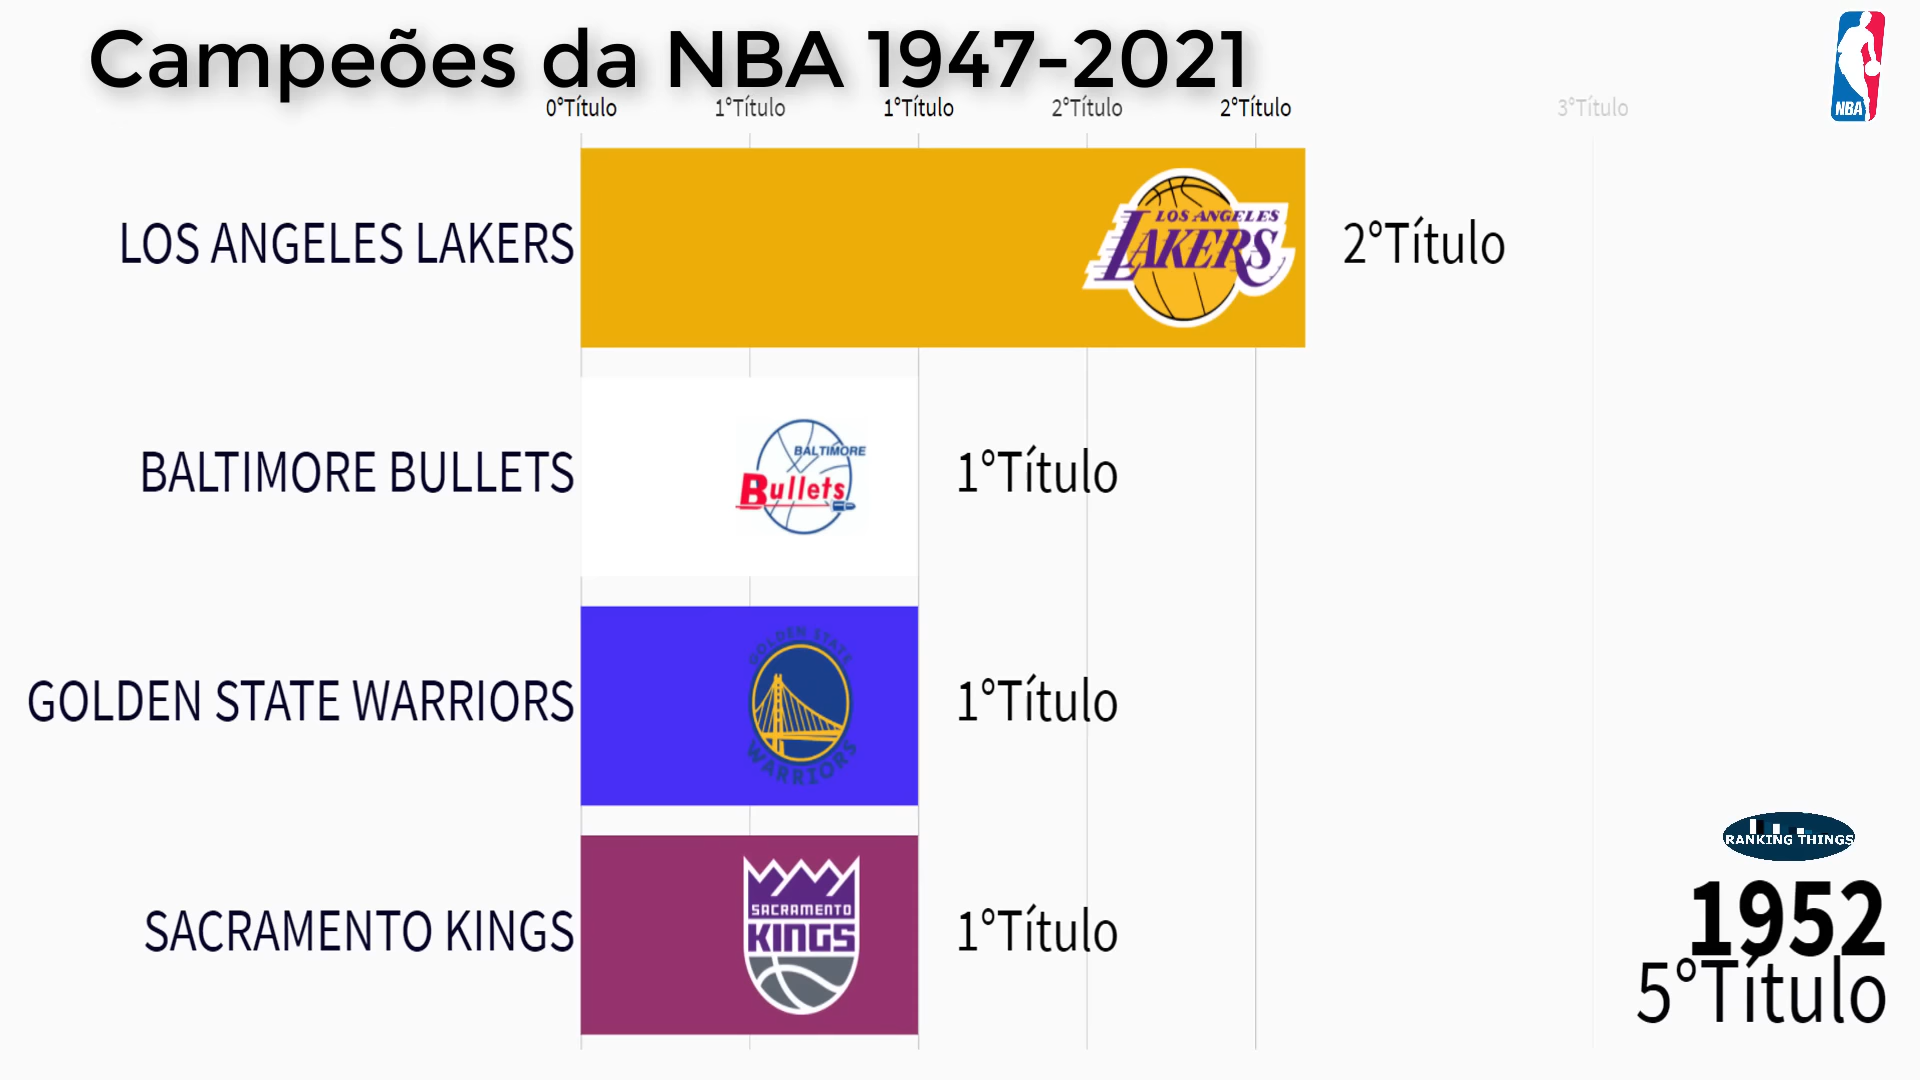 Campeões da NBA 1947-2021
NBA
0°Título 1°Título 1°Título 2°Título 2°Título 3°Título
LOS ANGELES LAKERS
LOS ANGELES
LAKERS
2°Título
BALTIMORE BULLETS
BALTIMORE
Bullets
1°Título
GOLDEN STATE WARRIORS
GOLDEN STATE
WARRIORS
1°Título
SACRAMENTO KINGS
SACRAMENTO
KINGS
1°Título
RANKING THINGS
1952
5°Título